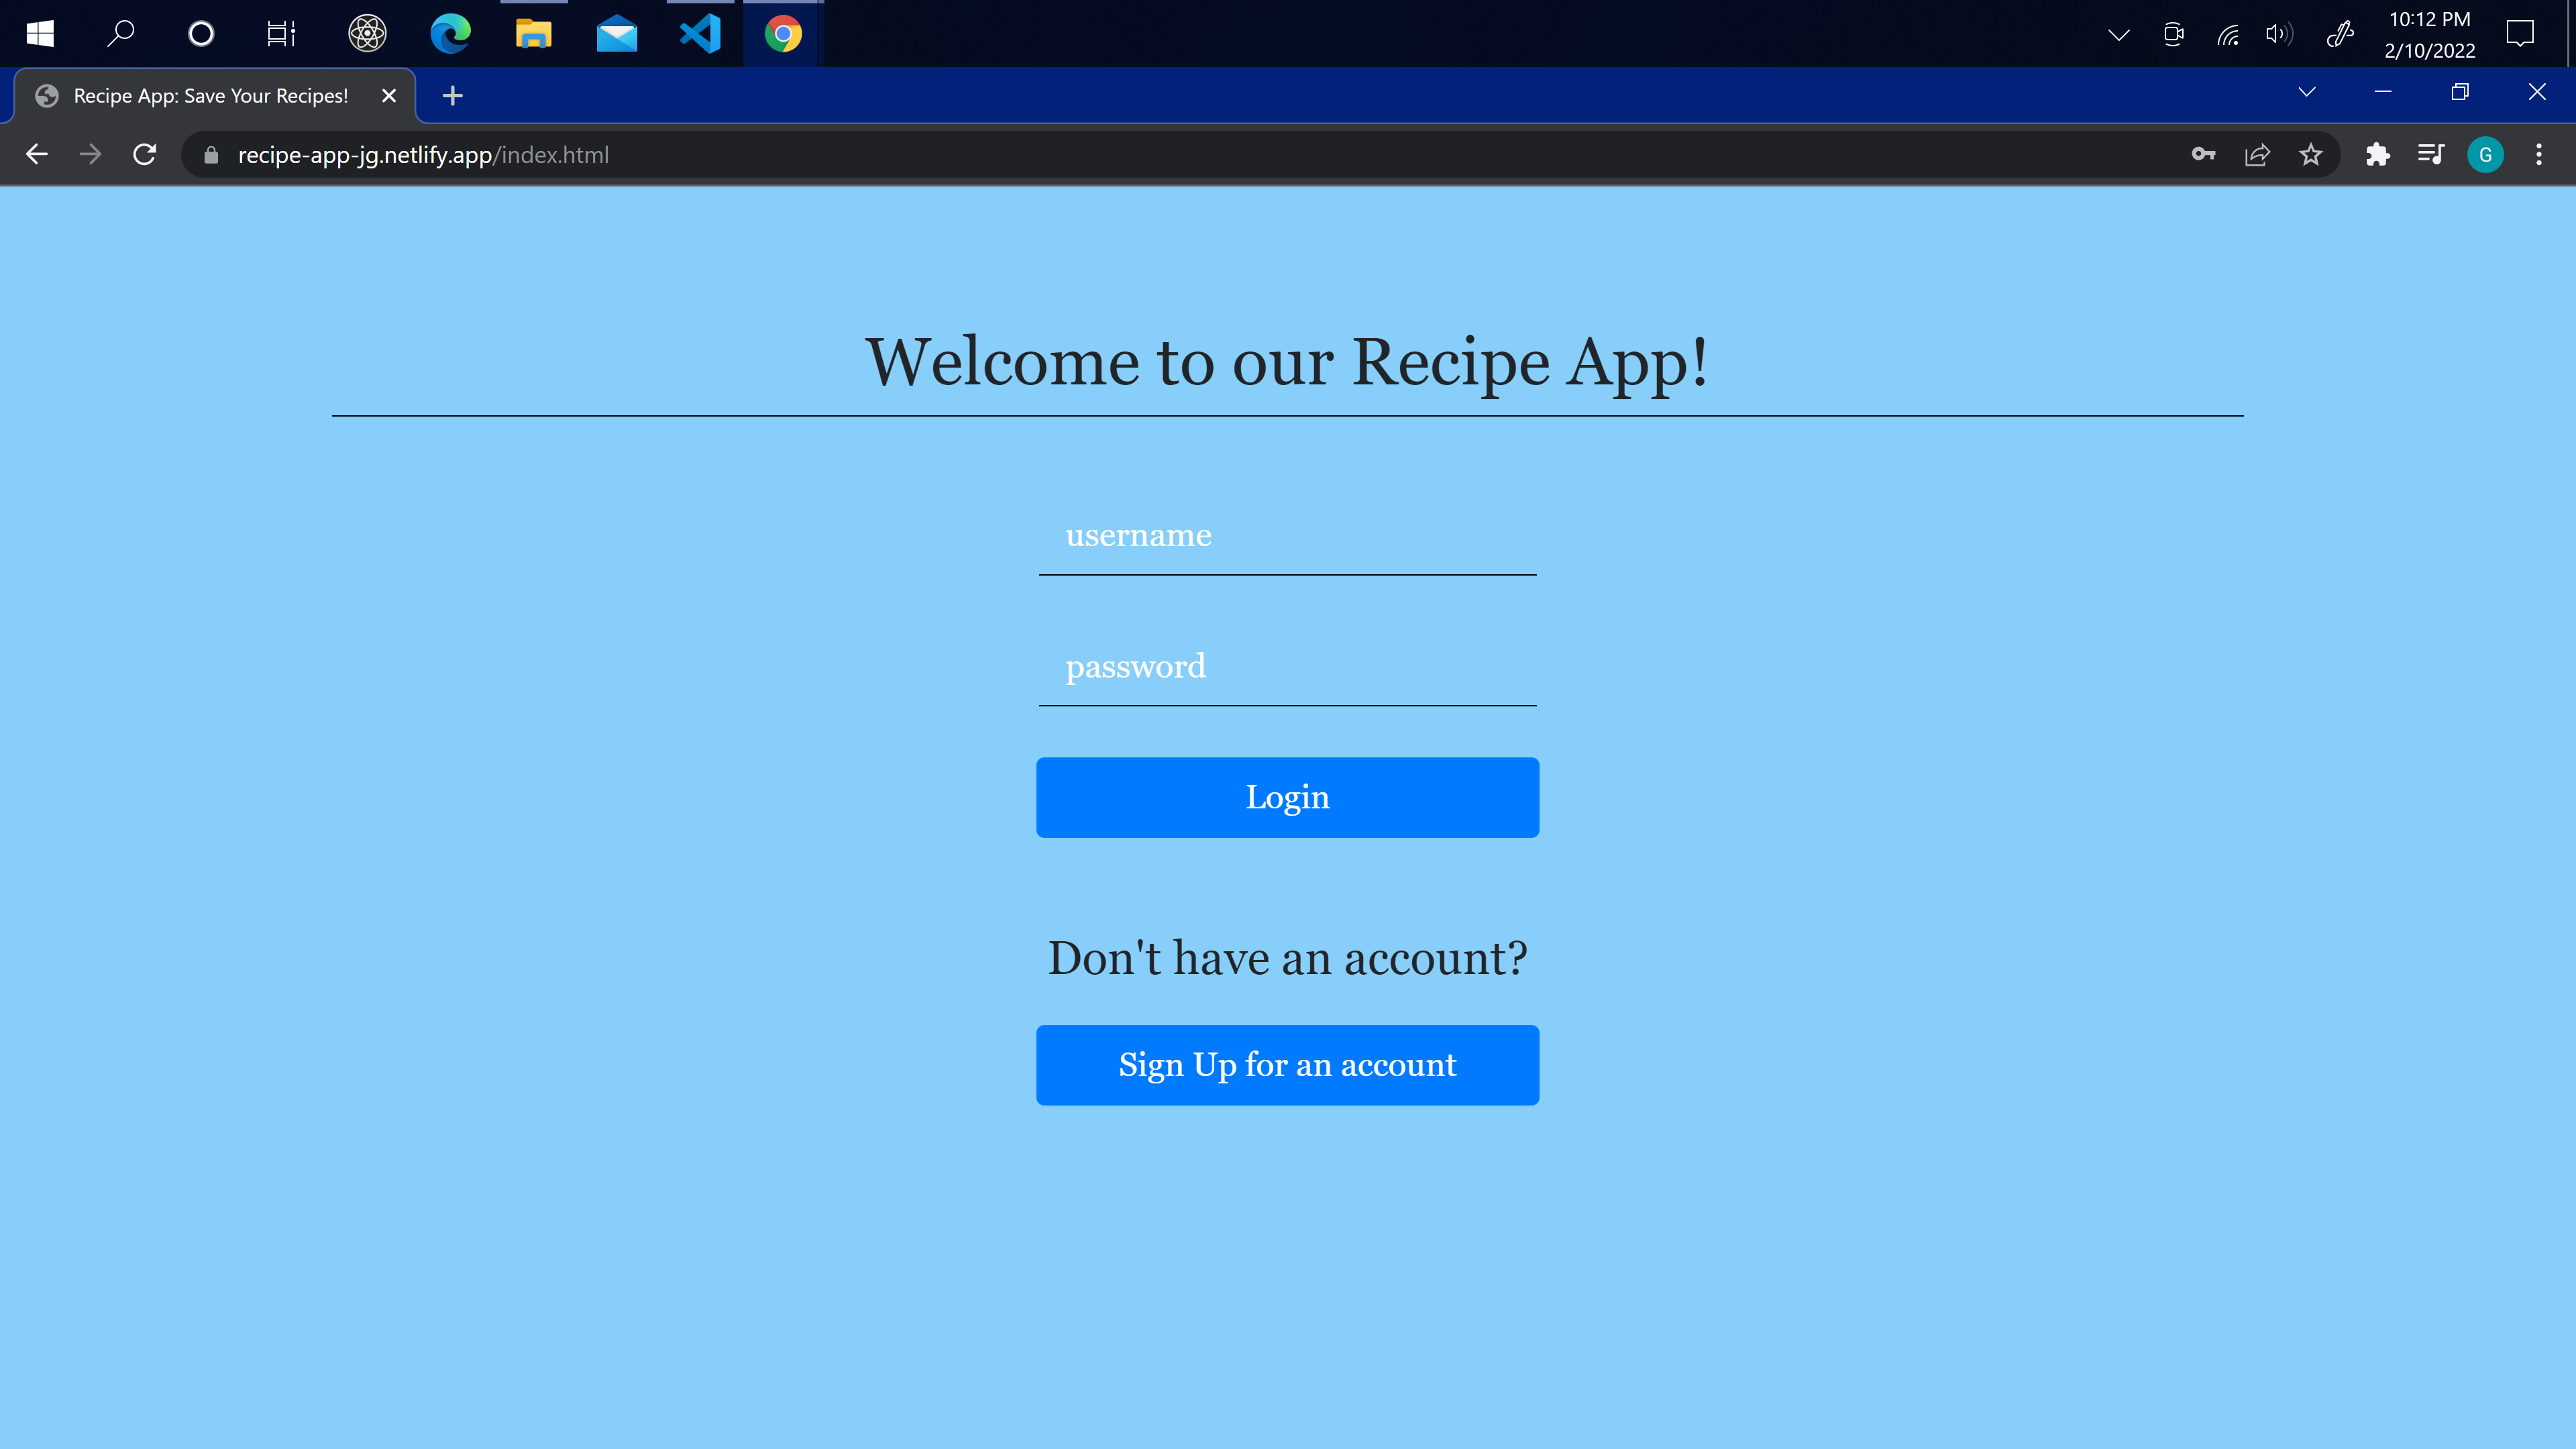 10:12 PM
2/10/2022
Recipe App: Save Your Recipes!
recipe-app-jg.netlify.app/index.html
G
Welcome to our Recipe App!
username
password
Login
Don't have an account?
Sign Up for an account